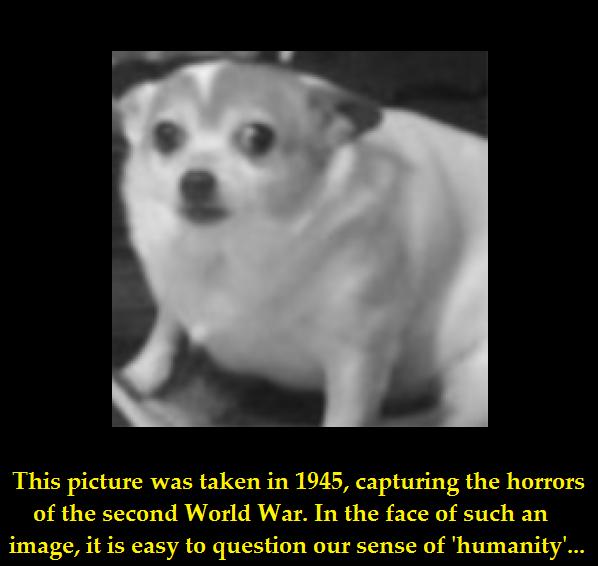 This picture was taken in 1945, capturing the horrors
of the second World War. In the face of such an
image, it is easy to question our sense of 'humanity'...